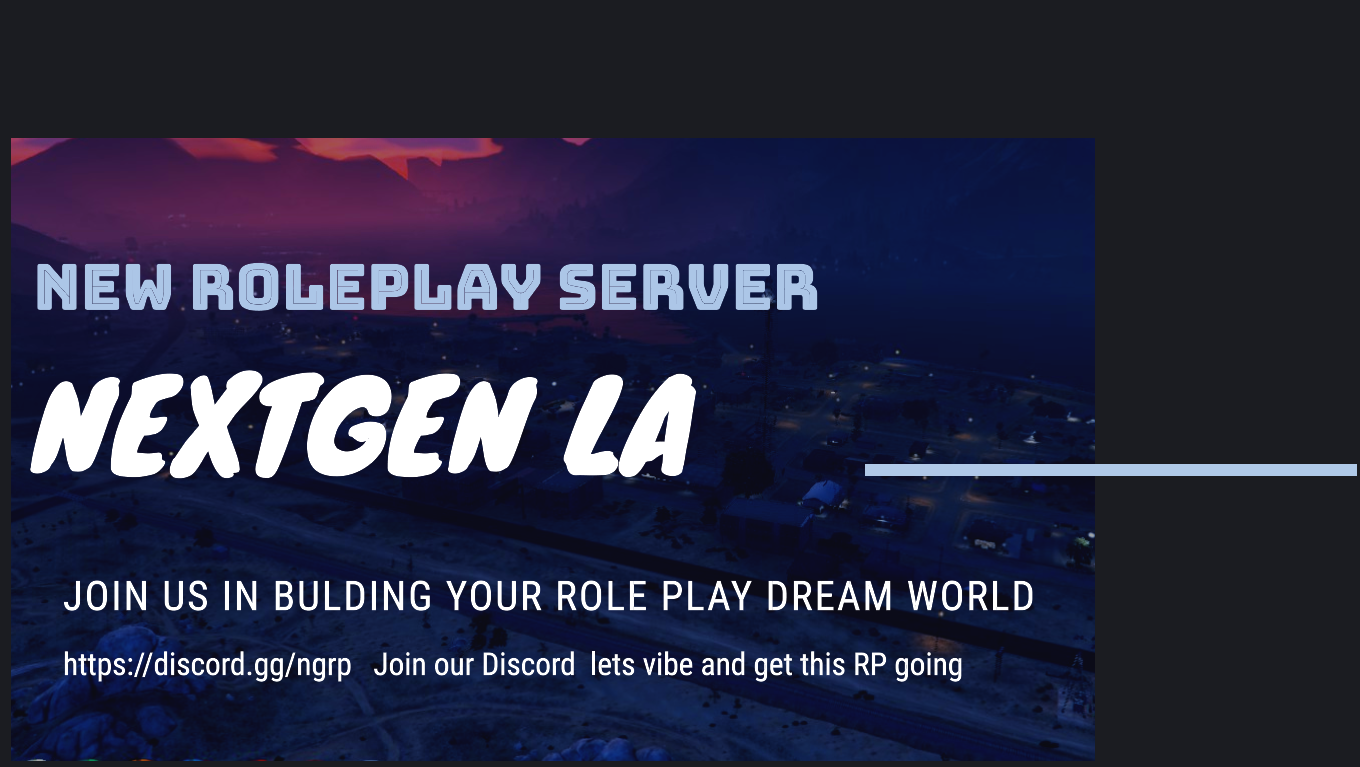 NEW ROLEPLAY SERVER
NEXTGEN LA
JOIN US IN BULDING YOUR ROLE PLAY DREAM WORLD
https://discord.gg/ngrp Join our Discord lets vibe and get this RP going